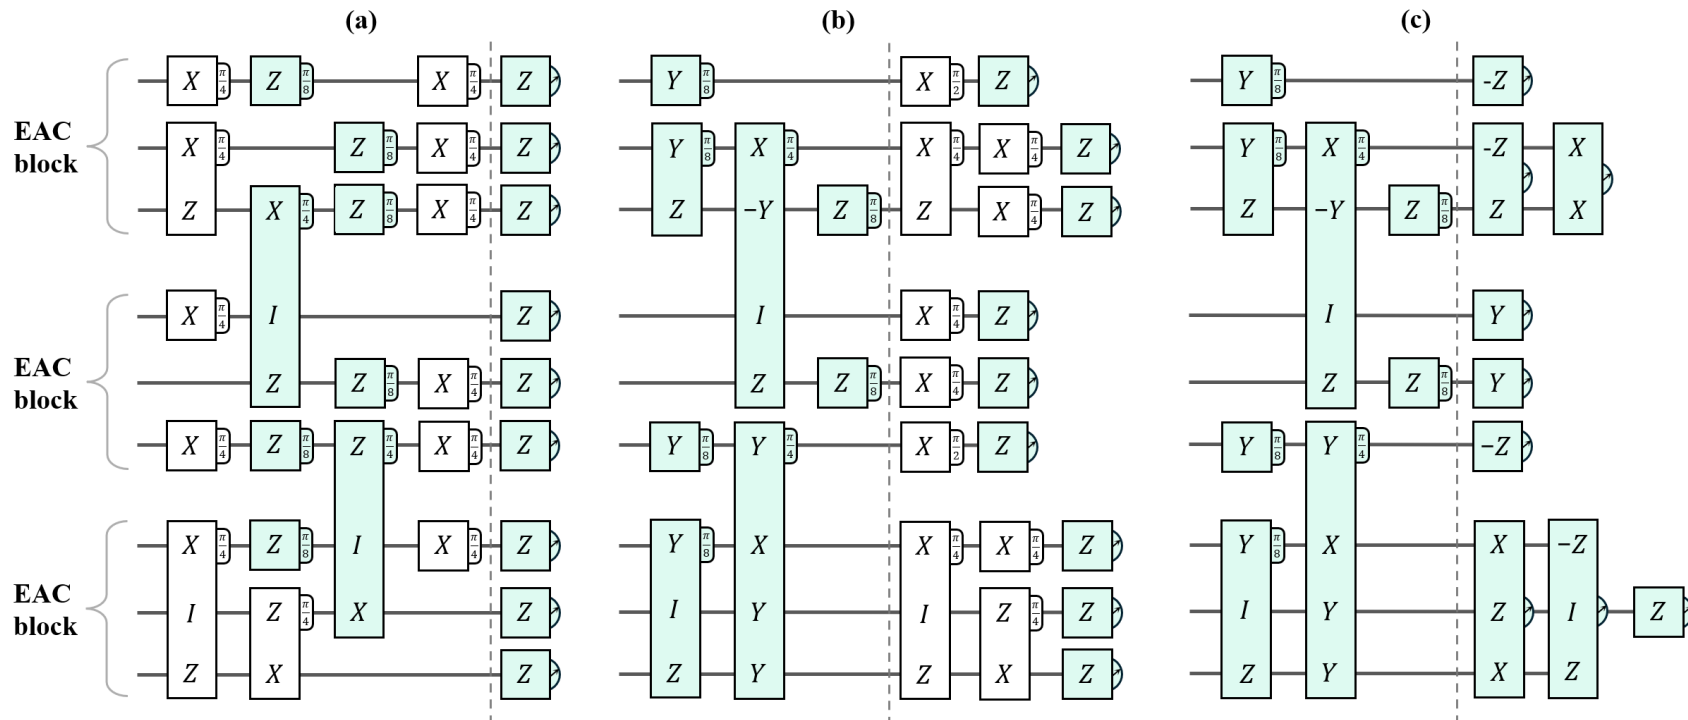 (a) (b) (c)
X π/4 Z π/8 X π/4 Z Y π/8 X π/2 Z Y π/8 -Z
EAC block X π/4 Z π/8 X π/4 Z Y π/8 X π/4 X π/4 X π/4 Z Y π/8 X π/4 -Z X
Z X π/4 Z π/8 X π/4 Z Z −Y Z π/8 Z X π/4 Z Z −Y Z π/8 Z X
X π/4 I Z I X π/4 Z I Y
EAC block Z Z π/8 X π/4 Z Z Z π/8 X π/4 Z Z Z π/8 Y
X π/4 Z π/8 Z π/4 X π/4 Z Y π/8 Y π/4 X π/2 Z Y π/8 Y π/4 −Z
X π/4 Z π/8 I X π/4 Z Y π/8 X X π/4 X π/4 Z Y π/8 X X −Z
EAC block I Z π/4 X Z I Y I Z π/4 Z I Y Z I Z
Z X Z Z Y Z X Z Z Y X Z